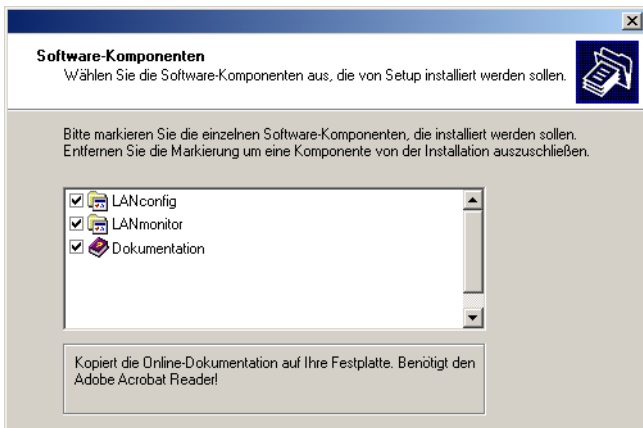 Software-Komponenten
Wählen Sie die Software-Komponenten aus, die von Setup installiert werden sollen.
Bitte markieren Sie die einzelnen Software-Komponenten, die installiert werden sollen.
Entfernen Sie die Markierung um eine Komponente von der Installation auszuschließen.
LANconfig
LANmonitor
Dokumentation
Kopiert die Online-Dokumentation auf Ihre Festplatte. Benötigt den
Adobe Acrobat Reader!